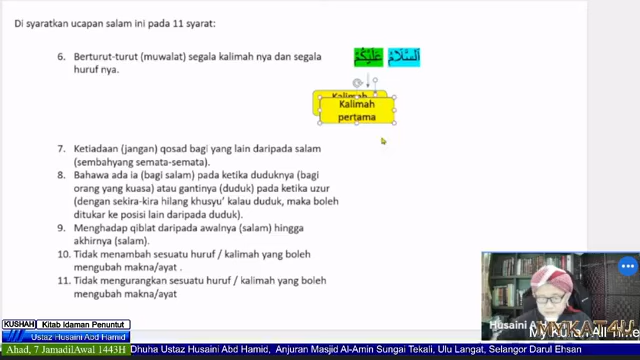 Di syaratkan ucapan salam ini pada 11 syarat:
6. Berturut-turut (muwalat) segala kalimah nya dan segala
huruf nya.
اَلسَّلَامُ عَلَيْكُمْ
Kalimah
Kalimah
pertama
7. Ketiadaan (jangan) qosad bagi yang lain daripada salam
(sembahyang semata-semata).
8. Bahawa ada ia (bagi salam) pada ketika duduknya (bagi
orang yang kuasa) atau gantinya (duduk) pada ketika uzur
(dengan sekira-kira hilang khusyu' kalau duduk, maka boleh
ditukar ke posisi lain daripada duduk).
9. Menghadap qiblat daripada awalnya (salam) hingga
akhirnya (salam).
10. Tidak menambah sesuatu huruf / kalimah yang boleh
mengubah makna/ayat .
11. Tidak mengurangkan sesuatu huruf / kalimah yang boleh
mengubah makna/ayat
Husaini
VMKAT4U
KUSHAH Kitab Idaman Penuntut
Ustaz Husaini Abd Hamid
Ahad, 7 JamadilAwal 1443H Dhuha Ustaz Husaini Abd Hamid, Anjuran Masjid Al-Amin Sungai Tekali, Ulu Langat, Selangor Darul Ehsan